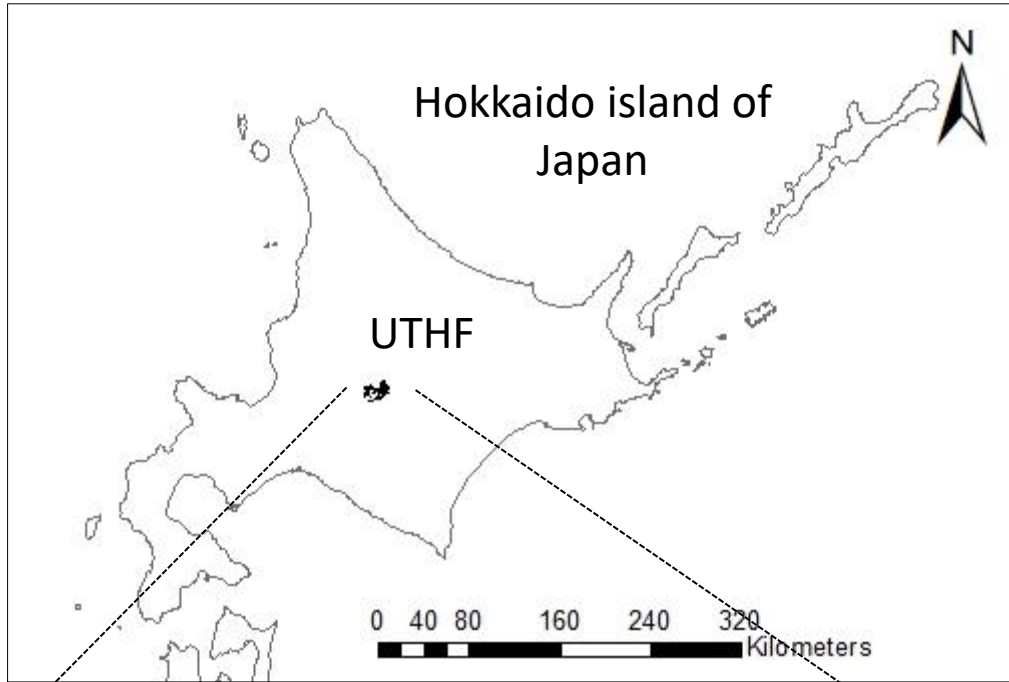 N
Hokkaido island of
Japan
UTHF
0 40 80 160 240 320
Kilometers